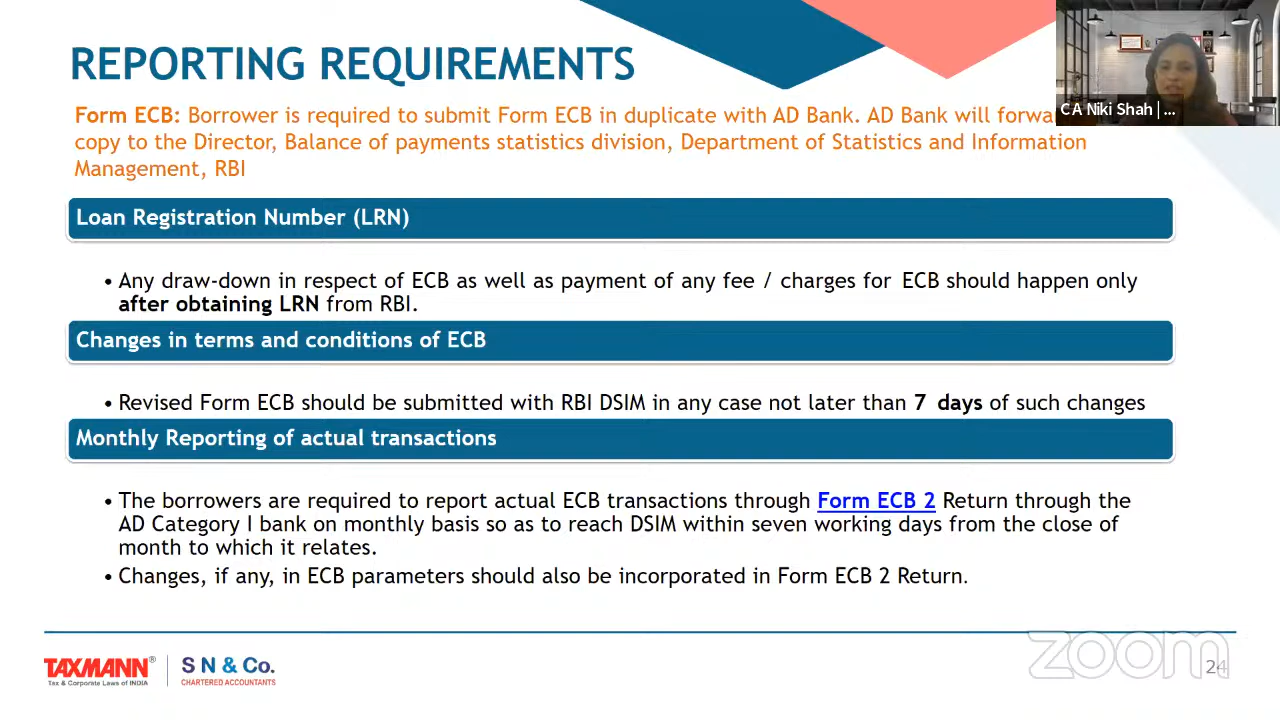 REPORTING REQUIREMENTS
Form ECB: Borrower is required to submit Form ECB in duplicate with AD Bank. AD Bank will forwa
copy to the Director, Balance of payments statistics division, Department of Statistics and Information
Management, RBI
CA Niki Shah | ...
Loan Registration Number (LRN)
• Any draw-down in respect of ECB as well as payment of any fee / charges for ECB should happen only
after obtaining LRN from RBI.
Changes in terms and conditions of ECB
• Revised Form ECB should be submitted with RBI DSIM in any case not later than 7 days of such changes
Monthly Reporting of actual transactions
• The borrowers are required to report actual ECB transactions through Form ECB 2 Return through the
AD Category I bank on monthly basis so as to reach DSIM within seven working days from the close of
month to which it relates.
• Changes, if any, in ECB parameters should also be incorporated in Form ECB 2 Return.
TAXMANN®
Tax & Corporate Laws of INDIA
S N & Co.
CHARTERED ACCOUNTANTS
zoom
24